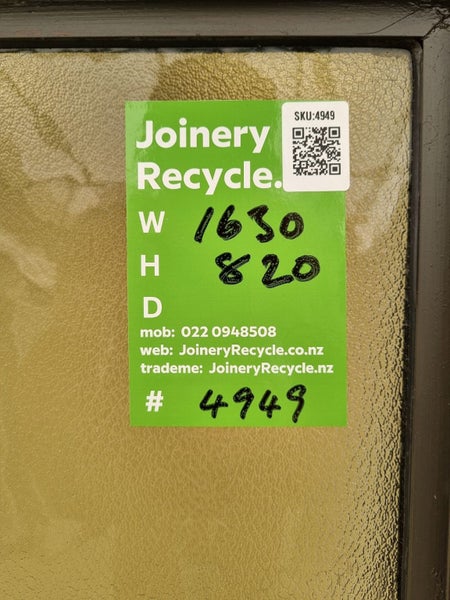 SKU:4949
Joinery
Recycle.
W 1630
H 820
D
mob: 022 0948508
web: JoineryRecycle.co.nz
trademe: JoineryRecycle.nz
# 4949